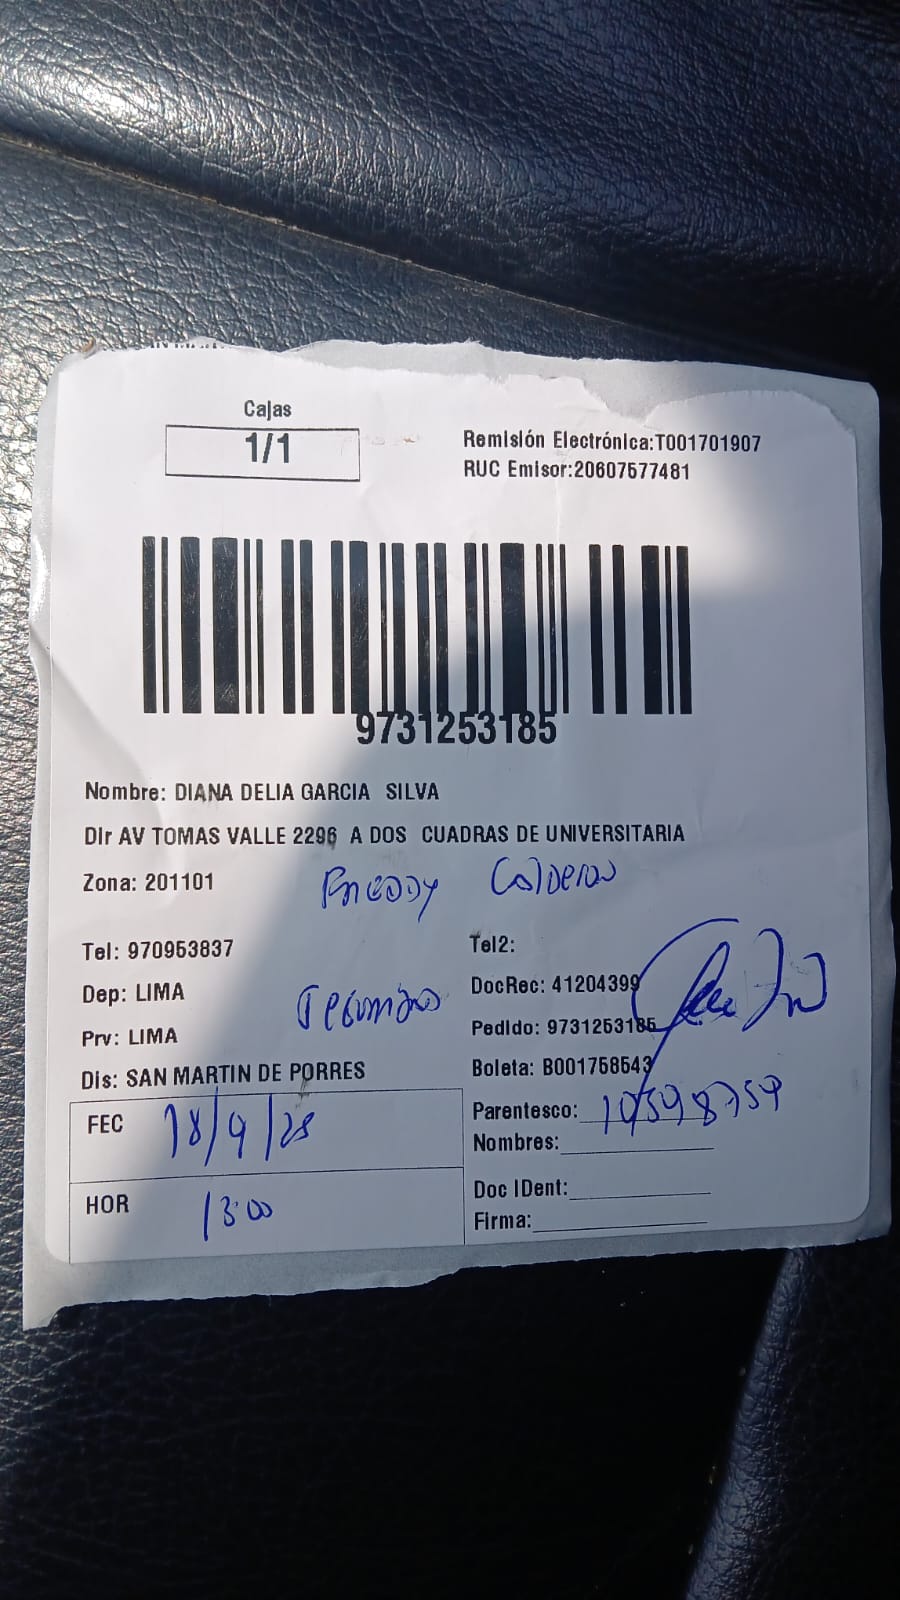 Cajas
1/1
Remisión Electrónica:T001701907
RUC Emisor:20607577481
9731253185
Nombre: DIANA DELIA GARCIA SILVA
Dir AV TOMAS VALLE 2296 A DOS CUADRAS DE UNIVERSITARIA
Zona: 201101
Freddy Calderon
Tel: 970953837
Tel2:
Dep: LIMA
DocRec: 41204399
Prv: LIMA
Pedido: 9731253185
Dis: SAN MARTIN DE PORRES
Boleta: B001758543
FEC 18/9/25
Parentesco: 10598759
Nombres:
HOR 13:00
Doc IDent:
Firma: